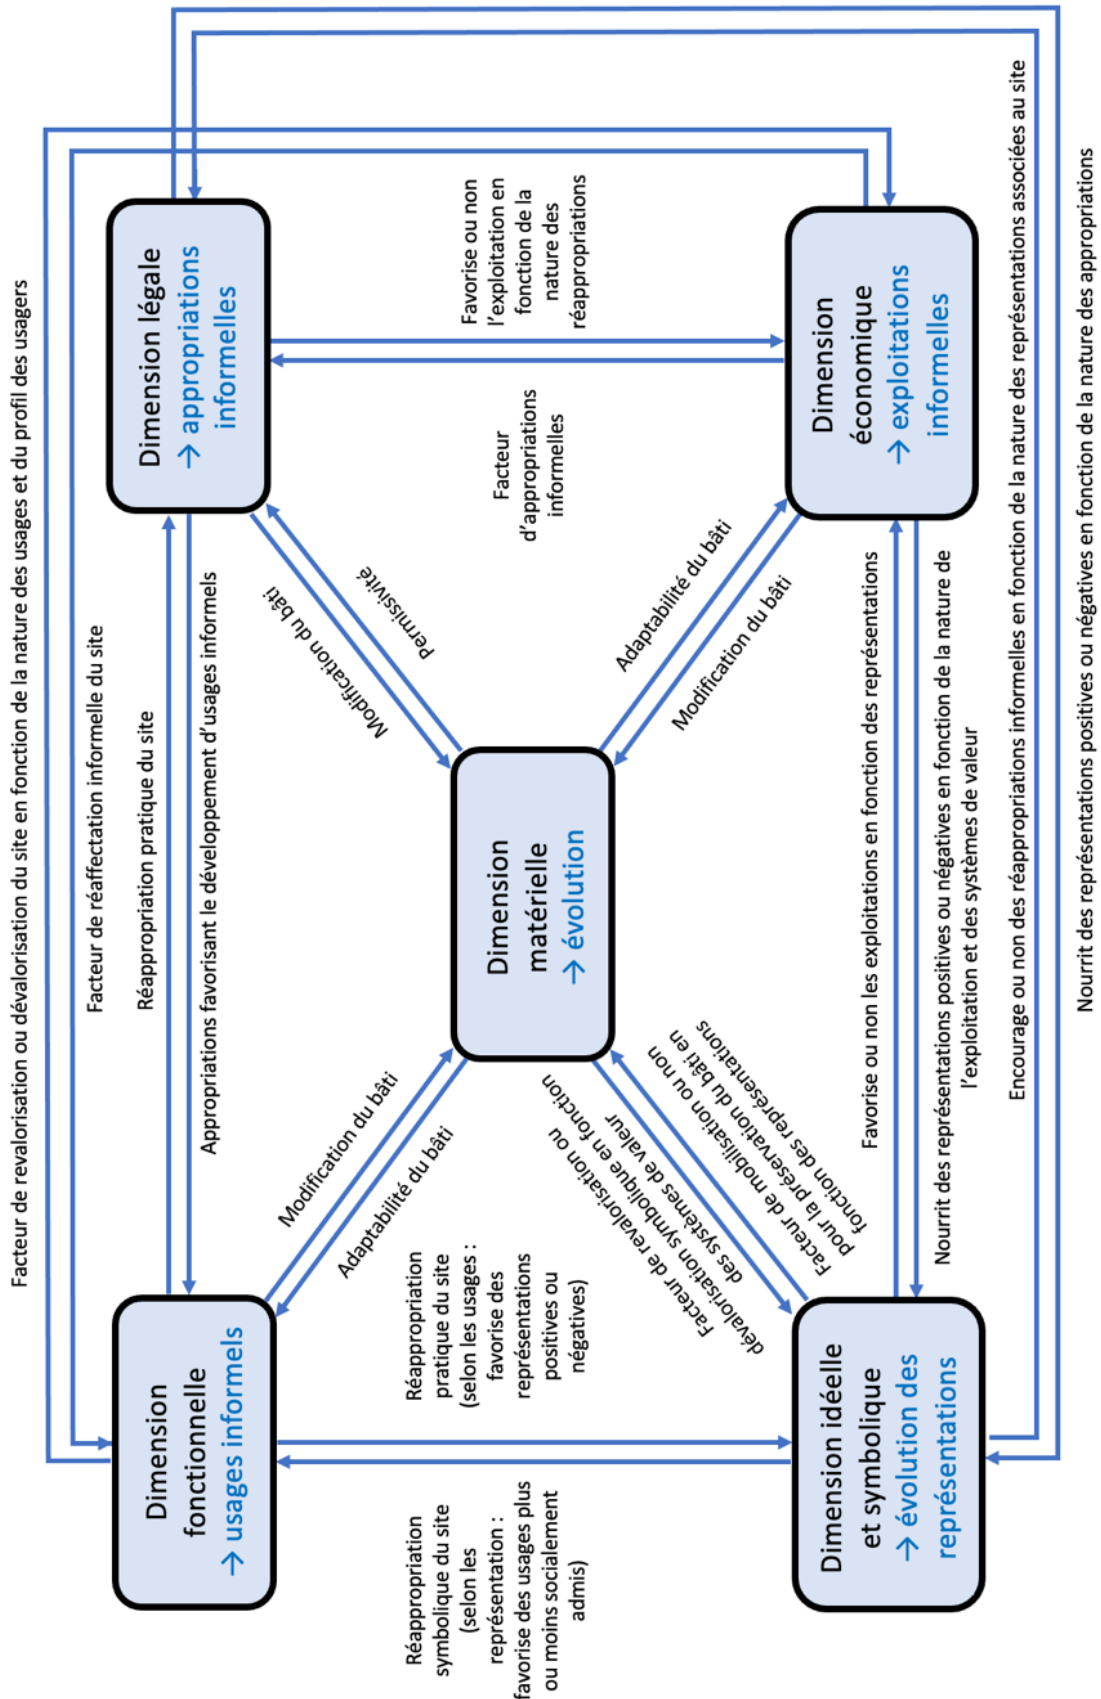 Facteur de revalorisation ou dévalorisation du site en fonction de la nature des usages et du profil des usagers
Facteur de réaffectation informelle du site
Réappropriation pratique du site
Appropriations favorisant le développement d'usages informels
Dimension
fonctionnelle
→ usages informels
Dimension légale
→ appropriations
informelles
Modification du bâti
Adaptabilité du bâti
Modification du bâti
Permissivité
Réappropriation
symbolique du site
(selon les
représentation :
favorise des usages plus
ou moins socialement
admis)
Réappropriation
pratique du site
(selon les usages :
favorise des
représentations
positives ou
négatives)
Dimension
matérielle
→ évolution
Facteur
d'appropriations
informelles
Favorise ou non
l'exploitation en
fonction de la
nature des
réappropriations
Facteur de revalorisation ou
dévalorisation symbolique en fonction
des systèmes de valeur
Facteur de mobilisation ou non
pour la préservation du bâti en
fonction des représentations
Adaptabilité du bâti
Modification du bâti
Dimension idéelle
et symbolique
→ évolution des
représentations
Dimension
économique
→ exploitations
informelles
Favorise ou non les exploitations en fonction des représentations
Nourrit des représentations positives ou négatives en fonction de la nature de
l'exploitation et des systèmes de valeur
Encourage ou non des réappropriations informelles en fonction de la nature des représentations associées au site
Nourrit des représentations positives ou négatives en fonction de la nature des appropriations